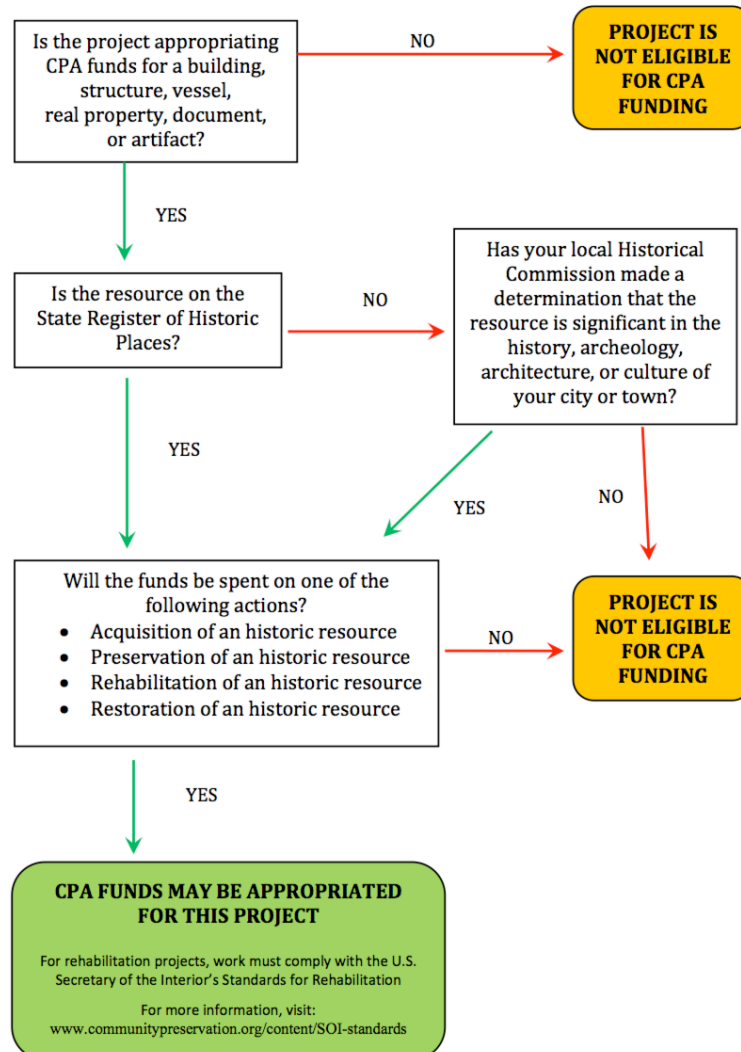 Is the project appropriating
CPA funds for a building,
structure, vessel,
real property, document,
or artifact?
NO
PROJECT IS
NOT ELIGIBLE
FOR CPA
FUNDING
YES
Is the resource on the
State Register of Historic
Places?
NO
Has your local Historical
Commission made a
determination that the
resource is significant in the
history, archeology,
architecture, or culture of
your city or town?
YES
YES
NO
Will the funds be spent on one of the
following actions?
• Acquisition of an historic resource
• Preservation of an historic resource
• Rehabilitation of an historic resource
• Restoration of an historic resource
NO
PROJECT IS
NOT ELIGIBLE
FOR CPA
FUNDING
YES
CPA FUNDS MAY BE APPROPRIATED
FOR THIS PROJECT
For rehabilitation projects, work must comply with the U.S.
Secretary of the Interior's Standards for Rehabilitation
For more information, visit:
www.communitypreservation.org/content/SOI-standards